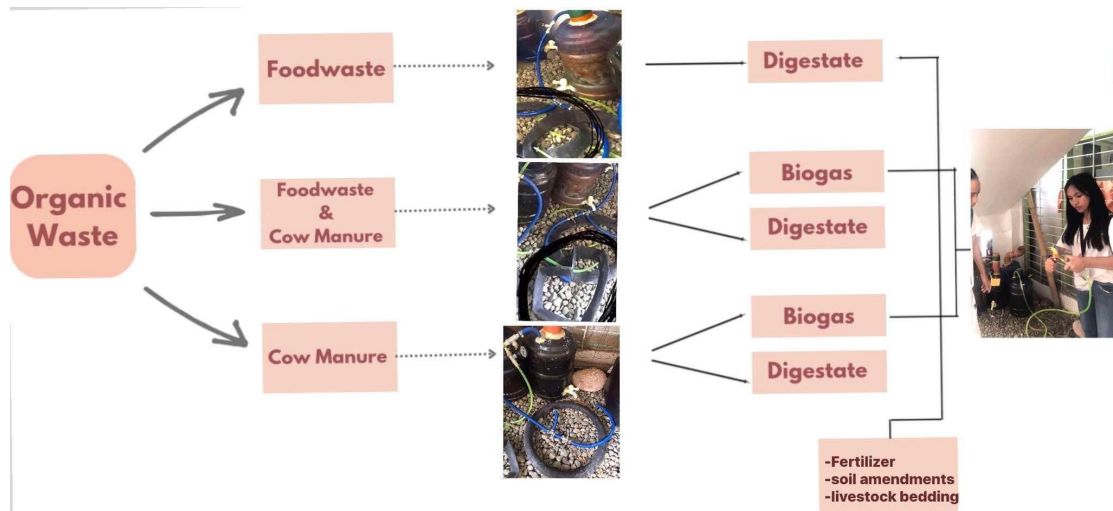 Organic
Waste
Foodwaste
Foodwaste
&
Cow Manure
Cow Manure
Digestate
Biogas
Digestate
Biogas
Digestate
-Fertilizer
-soil amendments
-livestock bedding